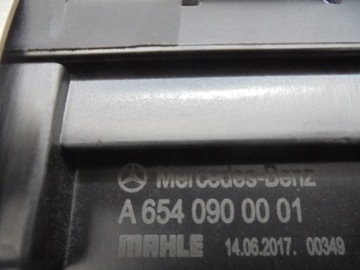 Mercedes-Benz
A 654 090 00 01
MAHLE 14.06.2017. 00349